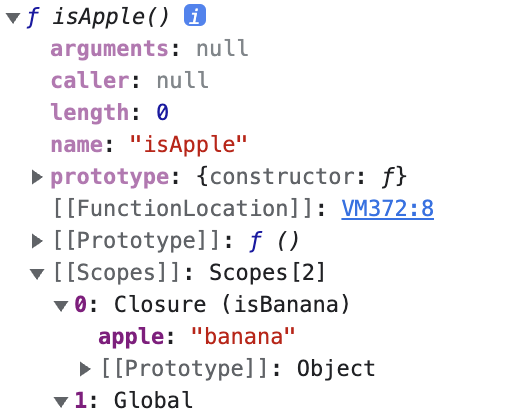 ▼ƒ isApple() i
arguments: null
caller: null
length: 0
name: "isApple"
▶prototype: {constructor: ƒ}
[[FunctionLocation]]: VM372:8
▶[[Prototype]]: ƒ ()
▼[[Scopes]]: Scopes[2]
▼0: Closure (isBanana)
apple: "banana"
▶[[Prototype]]: Object
▼1: Global